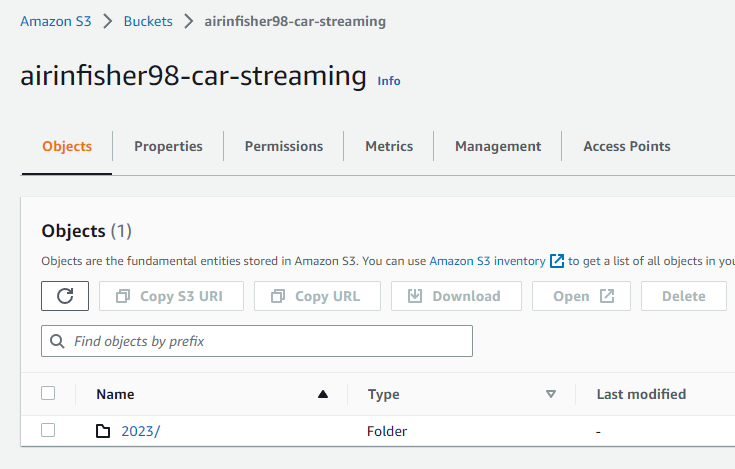 Amazon S3 > Buckets > airinfisher98-car-streaming
airinfisher98-car-streaming Info
Objects Properties Permissions Metrics Management Access Points
Objects (1)
Objects are the fundamental entities stored in Amazon S3. You can use Amazon S3 inventory to get a list of all objects in you
Copy S3 URI Copy URL Download Open Delete
Find objects by prefix
Name Type Last modified
2023/ Folder -